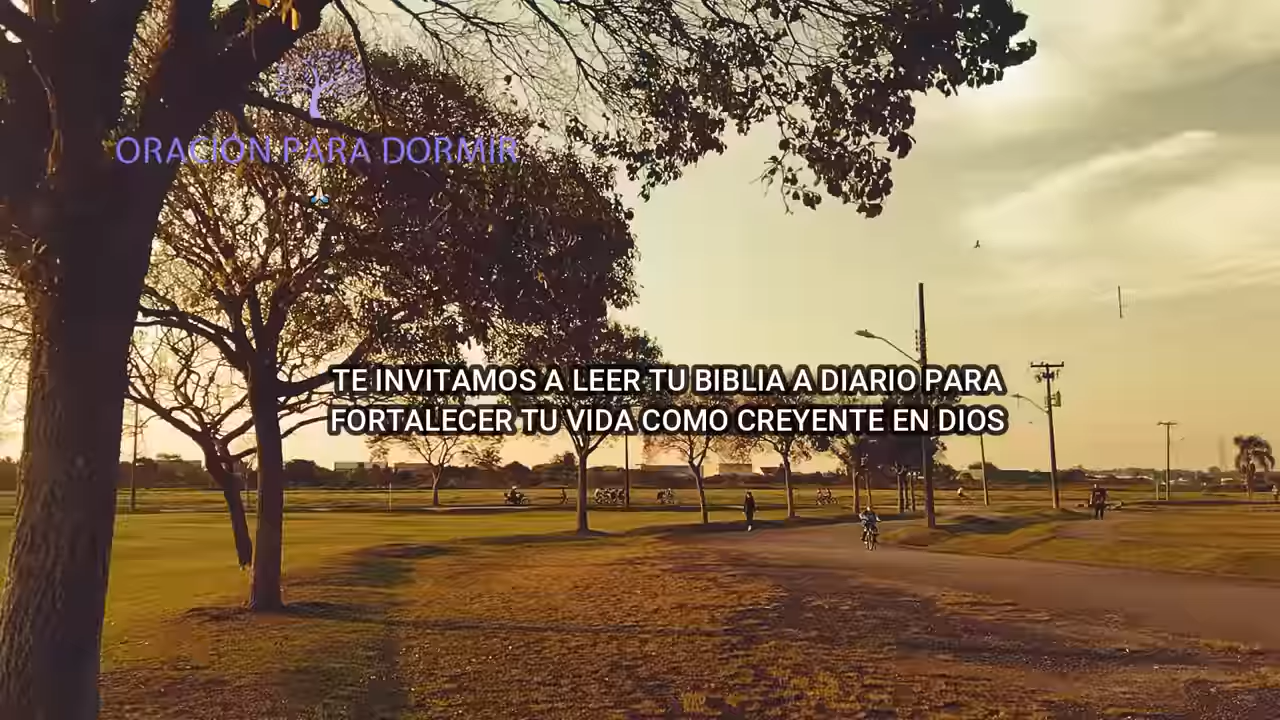 ORACIÓN PARA DORMIR
TE INVITAMOS A LEER TU BIBLIA A DIARIO PARA
FORTALECER TU VIDA COMO CREYENTE EN DIOS